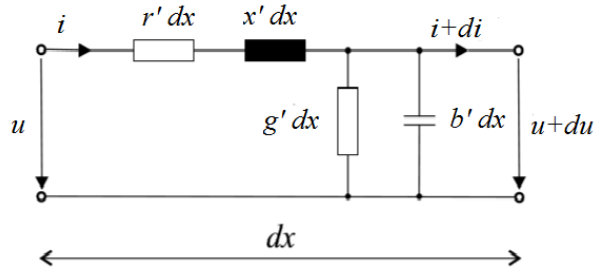 i
r' dx
x' dx
i+di
u
g' dx
b' dx
u+du
dx